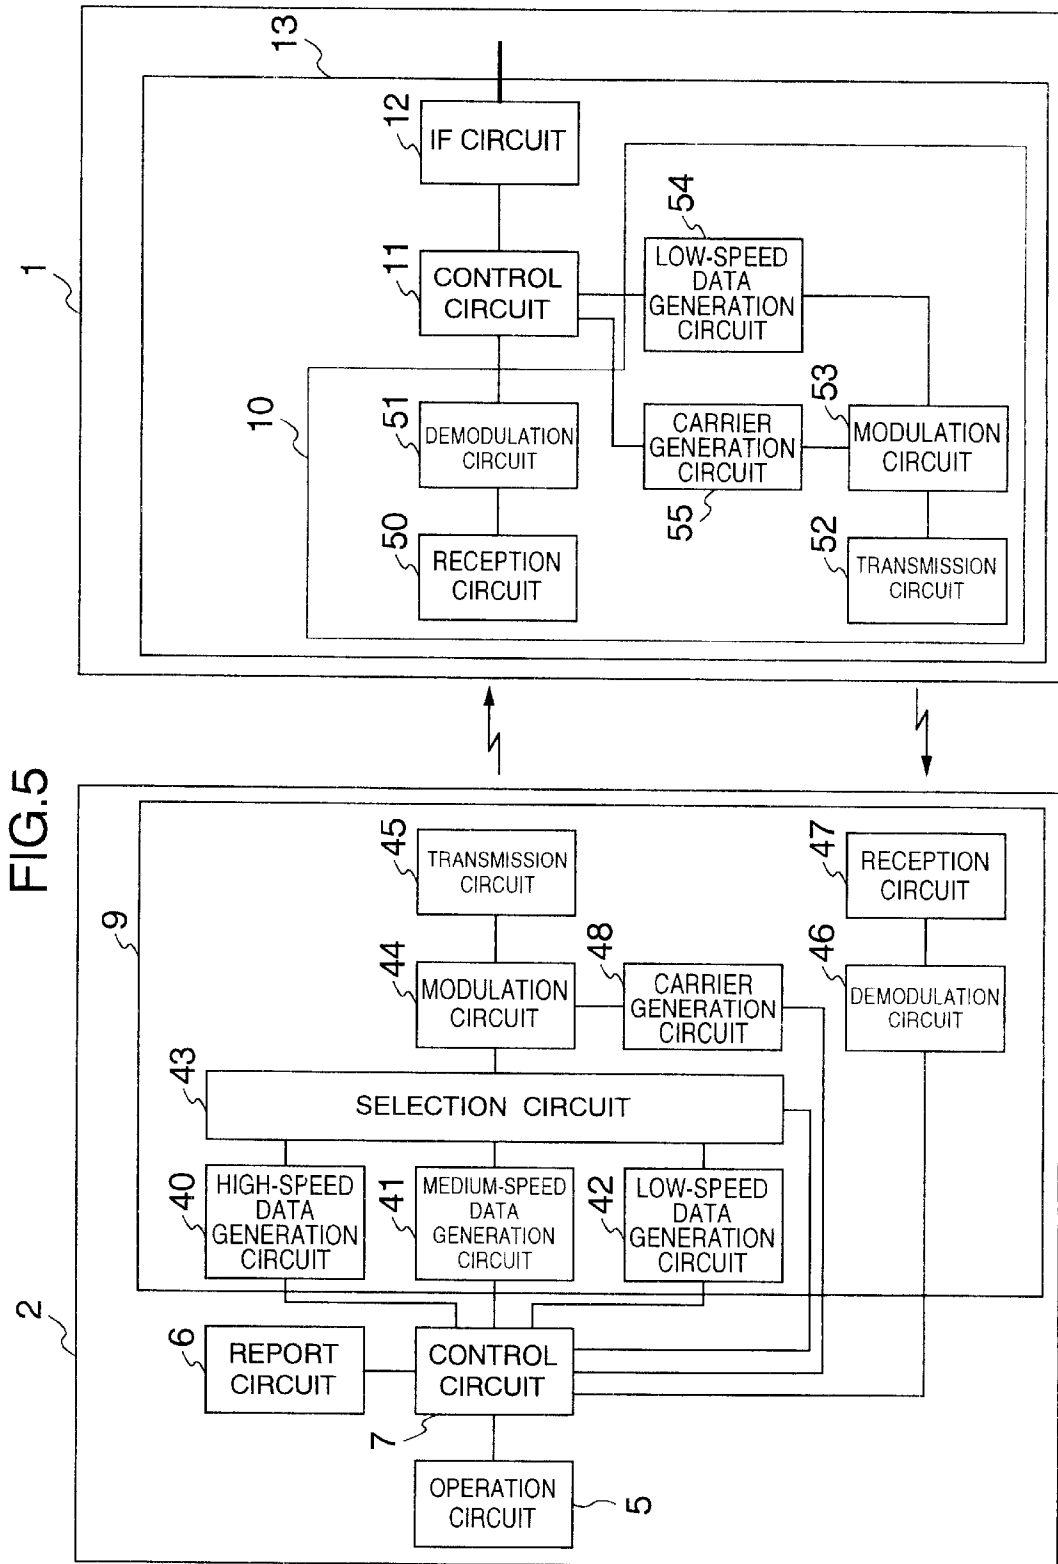 FIG.5
2
9
6
REPORT
CIRCUIT
40
HIGH-SPEED
DATA
GENERATION
CIRCUIT
43
SELECTION CIRCUIT
OPERATION
CIRCUIT
5
CONTROL
CIRCUIT
7
41
MEDIUM-SPEED
DATA
GENERATION
CIRCUIT
44
MODULATION
CIRCUIT
45
TRANSMISSION
CIRCUIT
42
LOW-SPEED
DATA
GENERATION
CIRCUIT
48
CARRIER
GENERATION
CIRCUIT
46
DEMODULATION
CIRCUIT
47
RECEPTION
CIRCUIT
1
13
10
50
RECEPTION
CIRCUIT
51
DEMODULATION
CIRCUIT
11
CONTROL
CIRCUIT
12
IF CIRCUIT
CARRIER
GENERATION
CIRCUIT
55
54
LOW-SPEED
DATA
GENERATION
CIRCUIT
52
TRANSMISSION
CIRCUIT
53
MODULATION
CIRCUIT